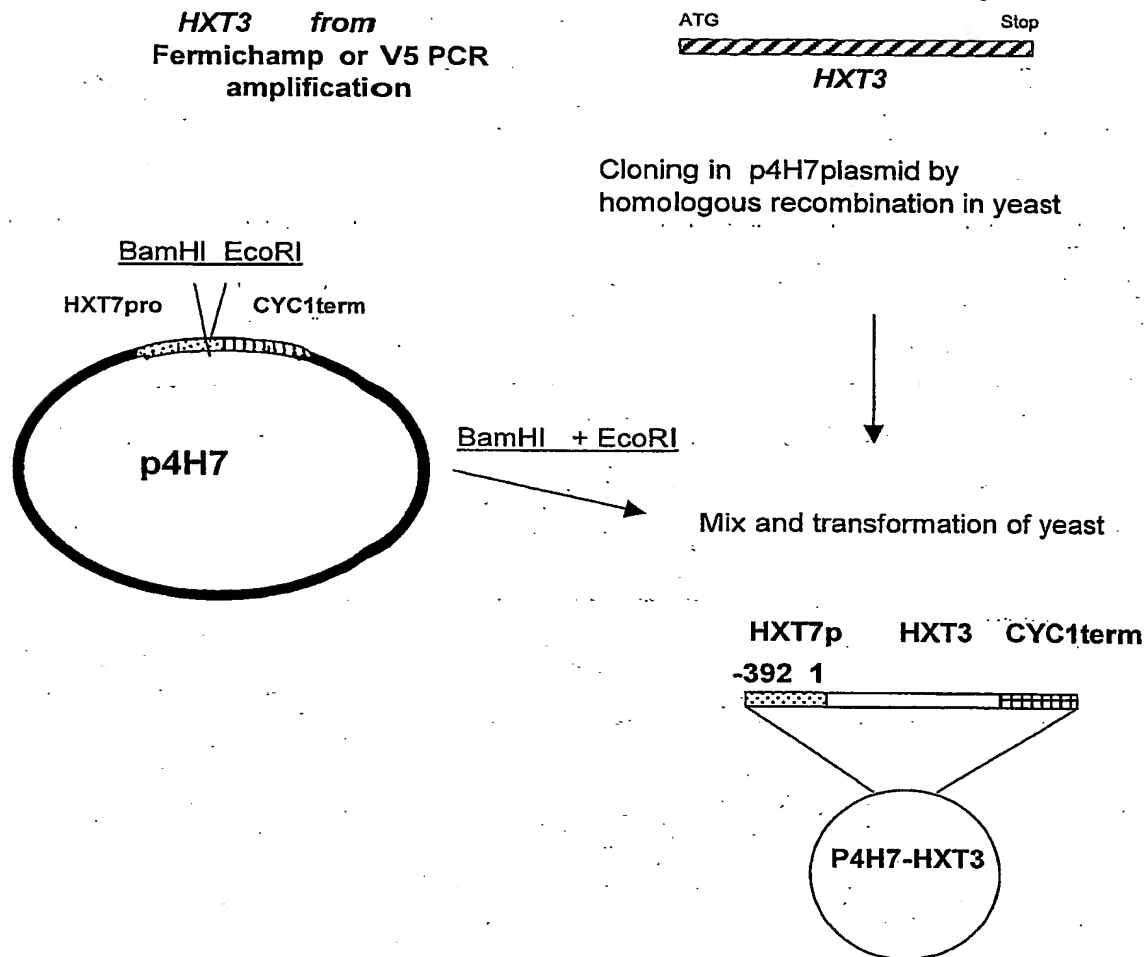 HXT3 from
Fermichamp or V5 PCR
amplification
ATG Stop
HXT3
Cloning in p4H7plasmid by
homologous recombination in yeast
BamHI EcoRI
HXT7pro CYC1term
p4H7
BamHI + EcoRI
Mix and transformation of yeast
HXT7p HXT3 CYC1term
-392 1
P4H7-HXT3